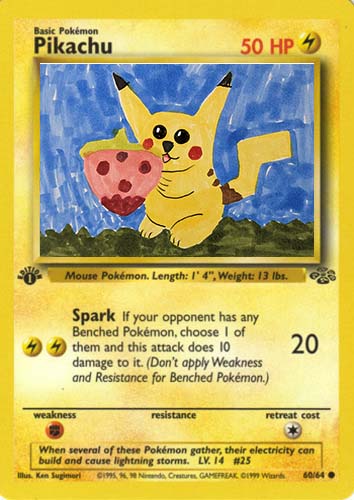 Basic Pokémon
Pikachu 50 HP
EDITION 1
Mouse Pokémon. Length: 1' 4", Weight: 13 lbs.
Spark If your opponent has any
Benched Pokémon, choose 1 of
them and this attack does 10
damage to it. (Don't apply Weakness
and Resistance for Benched Pokémon.)
20
weakness resistance retreat cost
When several of these Pokémon gather, their electricity can
build and cause lightning storms. LV. 14 #25
Illus. Ken Sugimori ©1995, 96, 98 Nintendo, Creatures, GAMEFREAK. ©1999 Wizards. 60/64